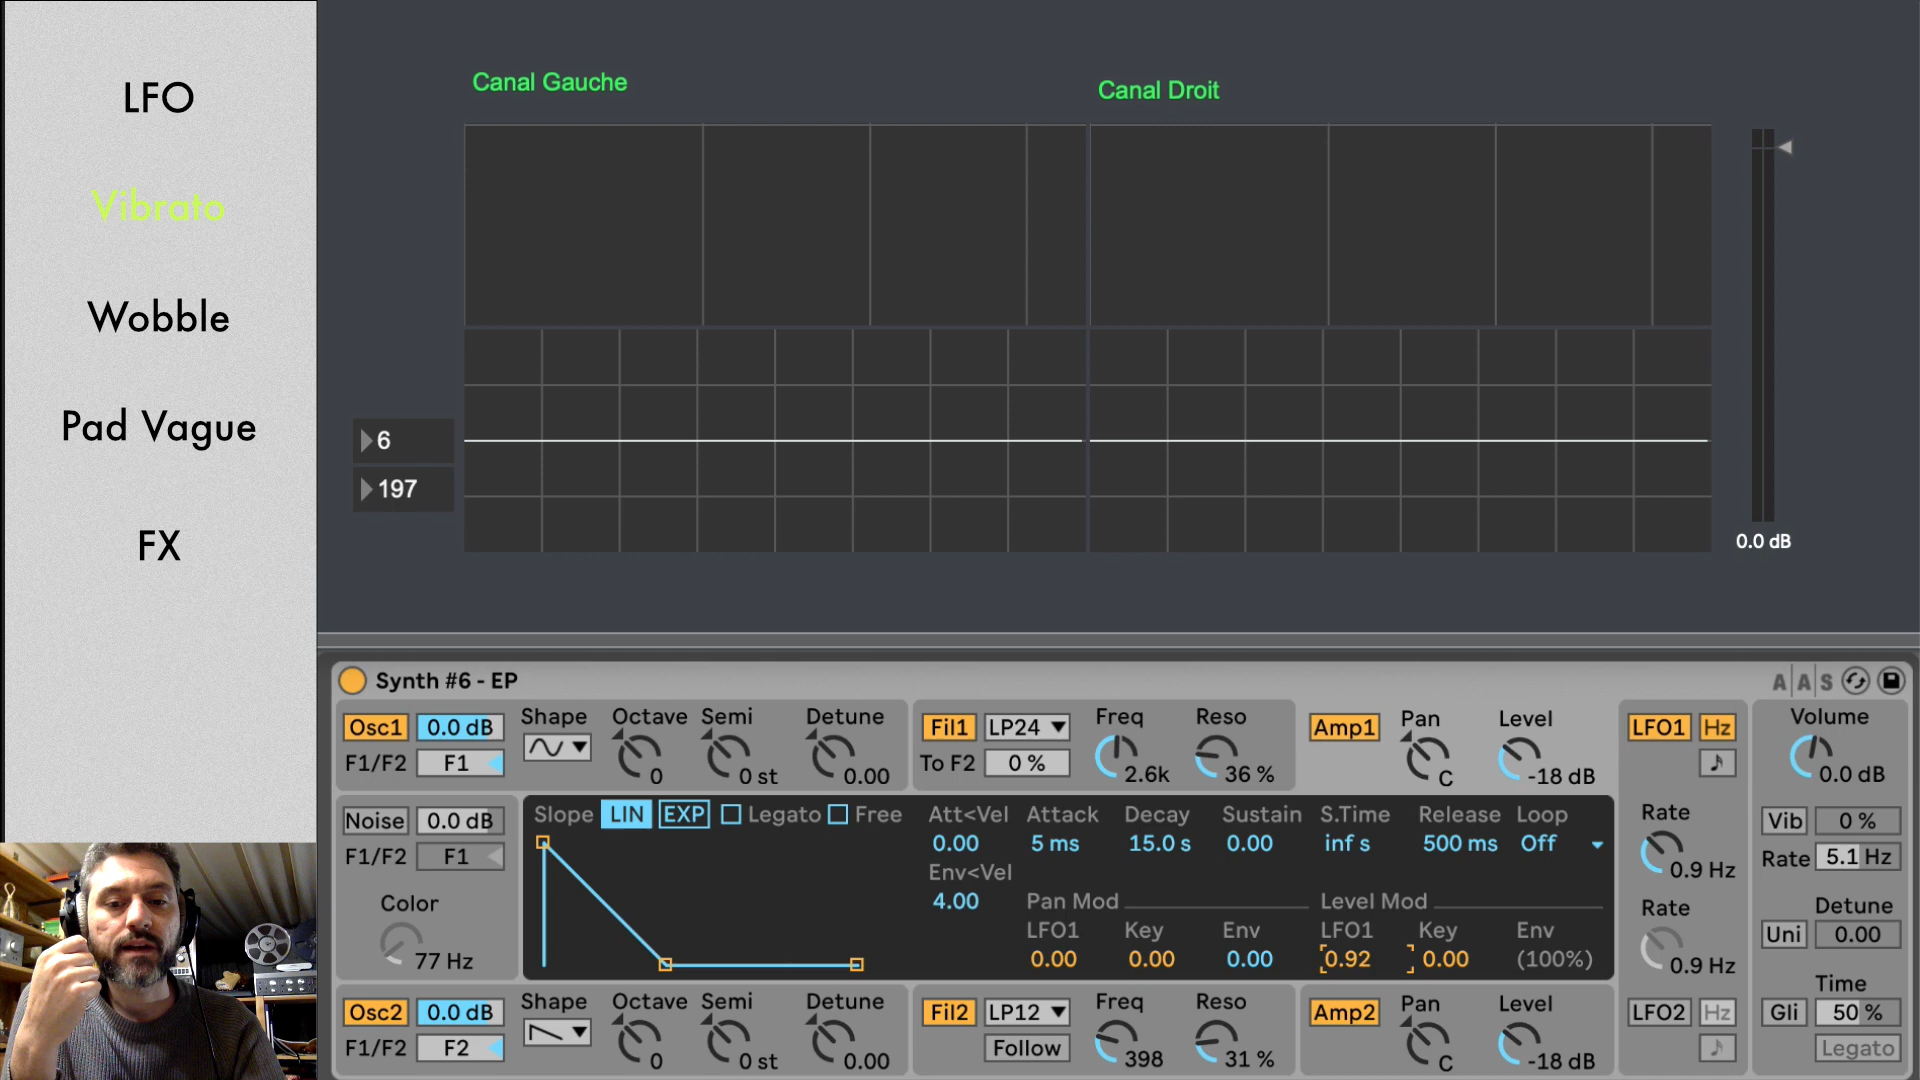 LFO
Vibrato
Wobble
Pad Vague
FX
Canal Gauche
Canal Droit
6
197
0.0 dB
Synth #6 - EP
A A S
Osc1 0.0 dB
F1/F2 F1
Shape Octave Semi Detune
0 0 st 0.00
Fil1 LP24
To F2 0 %
Freq Reso
2.6k 36 %
Amp1 Pan Level
C -18 dB
LFO1 Hz
Volume
0.0 dB
Noise 0.0 dB
F1/F2 F1
Color
77 Hz
Slope LIN EXP Legato Free
Att<Vel Attack Decay Sustain S.Time Release Loop
0.00 5 ms 15.0 s 0.00 inf s 500 ms Off
Env<Vel
4.00
Pan Mod Level Mod
LFO1 Key Env LFO1 Key Env
0.00 0.00 0.00 0.92 0.00 (100%)
Rate
0.9 Hz
Rate
0.9 Hz
Vib 0 %
Rate 5.1 Hz
Detune
Uni 0.00
Time
Gli 50 %
Legato
Osc2 0.0 dB
F1/F2 F2
Shape Octave Semi Detune
0 0 st 0.00
Fil2 LP12
Follow
Freq Reso
398 31 %
Amp2 Pan Level
C -18 dB
LFO2 Hz